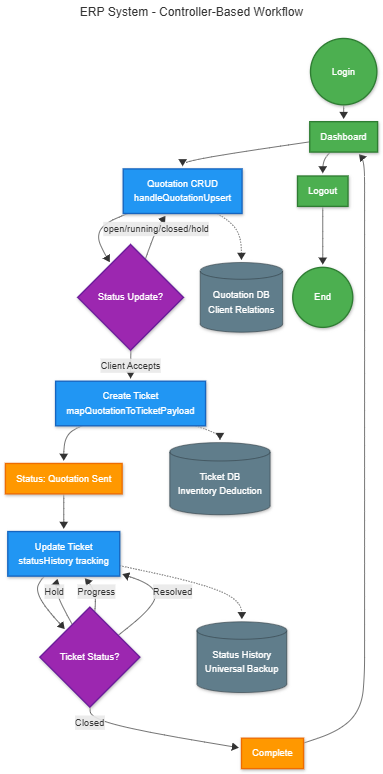 ERP System - Controller-Based Workflow
Login
Dashboard
Quotation CRUD
handleQuotationUpsert
Logout
open/running/closed/hold
Status Update?
Quotation DB
Client Relations
End
Client Accepts
Create Ticket
mapQuotationToTicketPayload
Status: Quotation Sent
Ticket DB
Inventory Deduction
Update Ticket
statusHistory tracking
Hold
Progress
Resolved
Ticket Status?
Status History
Universal Backup
Closed
Complete